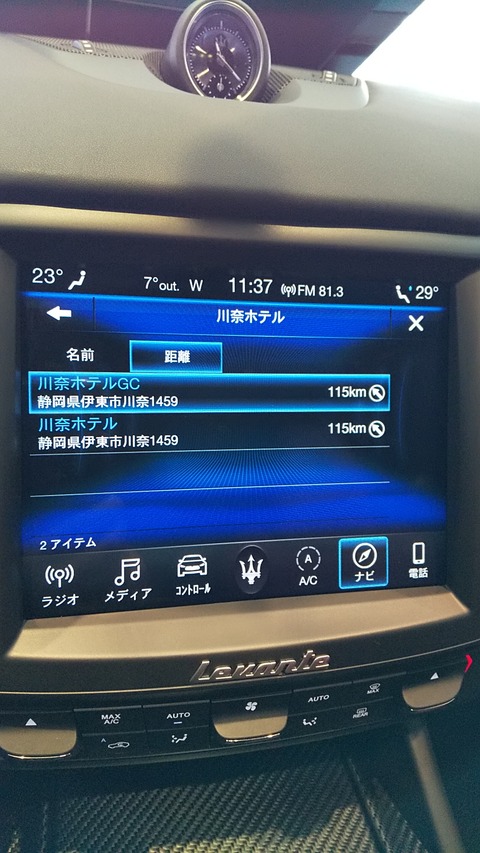 23° 7°out. W 11:37 FM 81.3 29°
川奈ホテル
名前 距離
川奈ホテルGC
静岡県伊東市川奈1459 115km
川奈ホテル
静岡県伊東市川奈1459 115km
2 アイテム
ラジオ メディア コントロール A/C ナビ 電話
Levante
MAX A/C AUTO AUTO MAX
A REAR